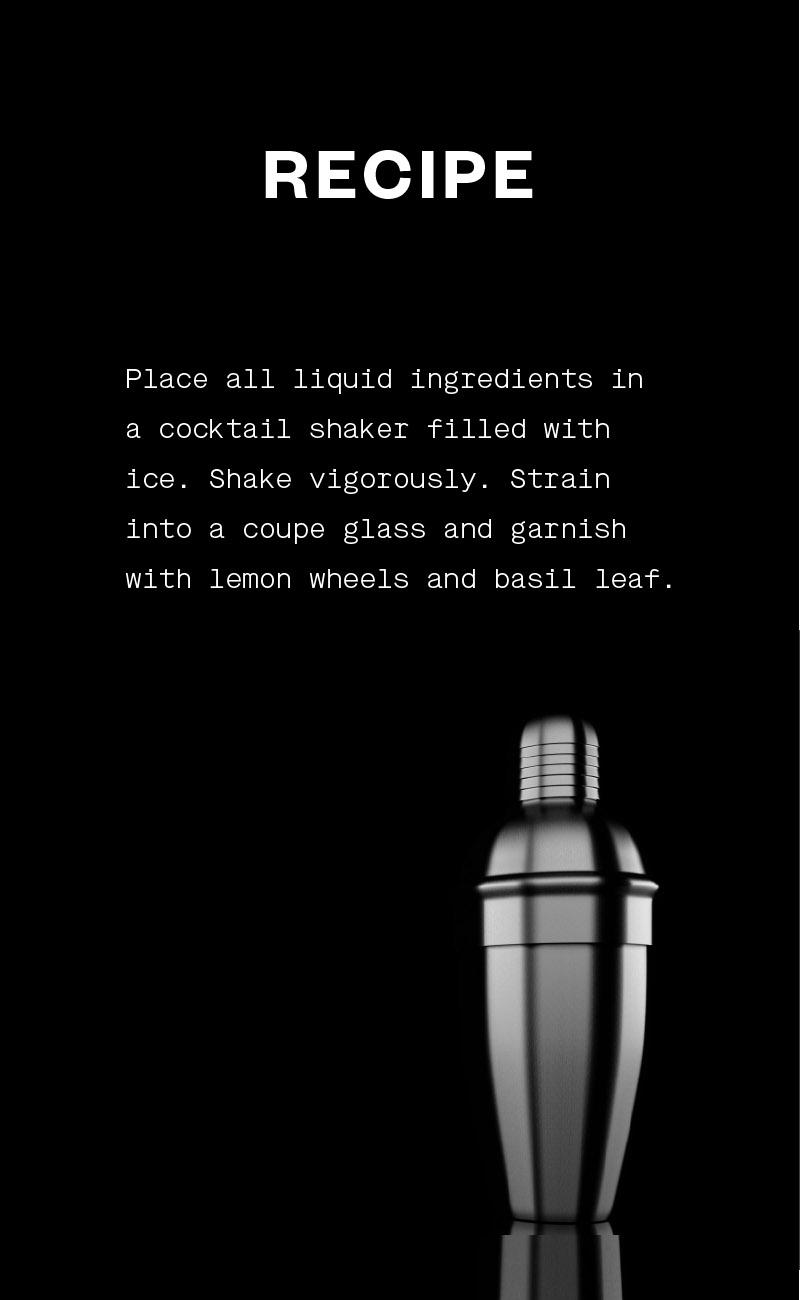 RECIPE
Place all liquid ingredients in
a cocktail shaker filled with
ice. Shake vigorously. Strain
into a coupe glass and garnish
with lemon wheels and basil leaf.